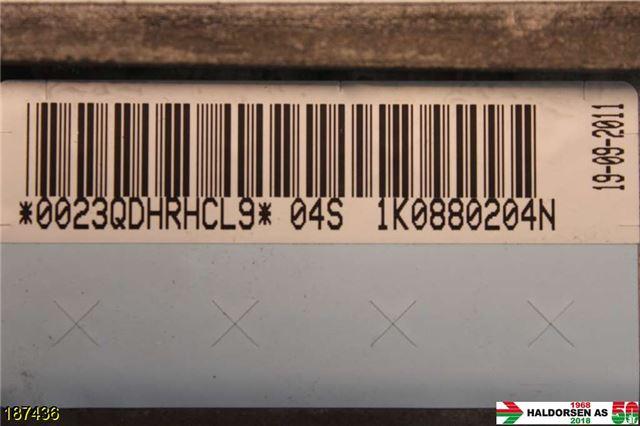 *0023QDHRHCL9* 04S 1K0880204N
19-09-2011
187436
1968
HALDORSEN AS 50
2018